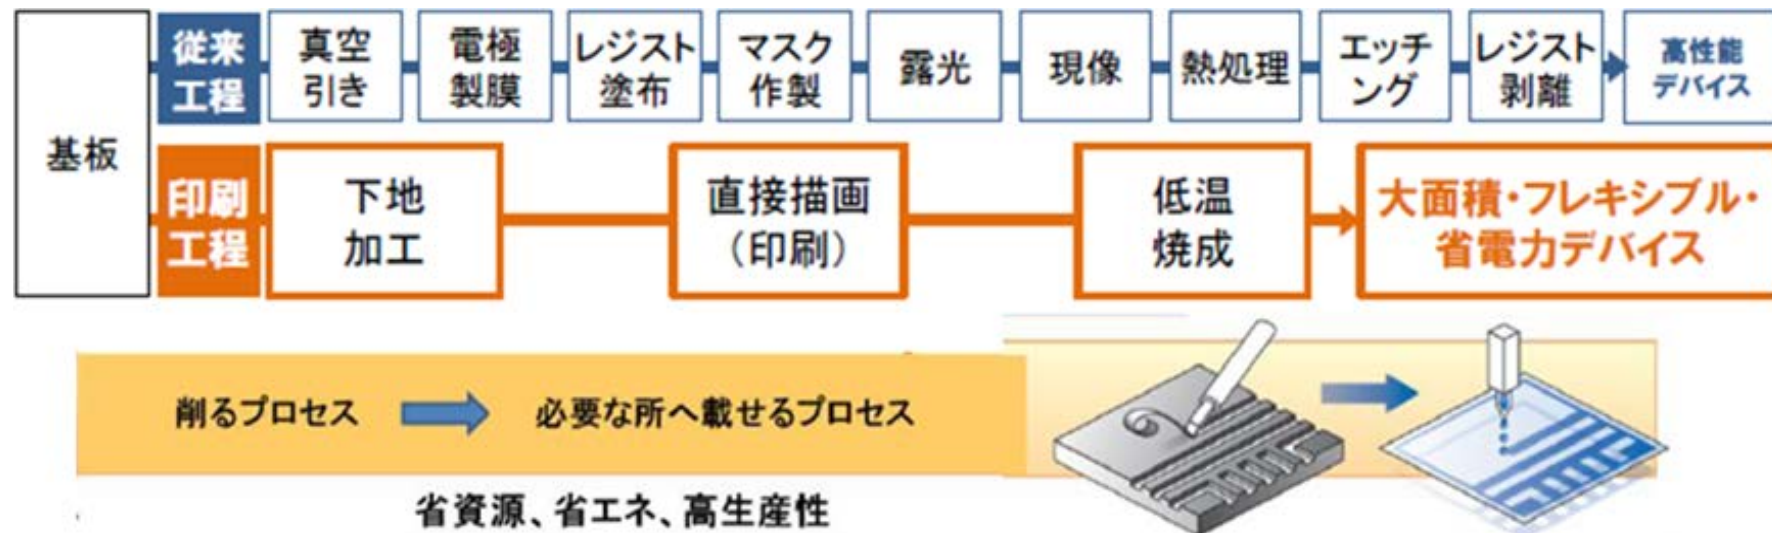 基板
従来
工程
真空
引き
電極
製膜
レジスト
塗布
マスク
作製
露光
現像
熱処理
エッチ
ング
レジスト
剥離
高性能
デバイス
印刷
工程
下地
加工
直接描画
（印刷）
低温
焼成
大面積・フレキシブル・
省電力デバイス
削るプロセス
必要な所へ載せるプロセス
省資源、省エネ、高生産性